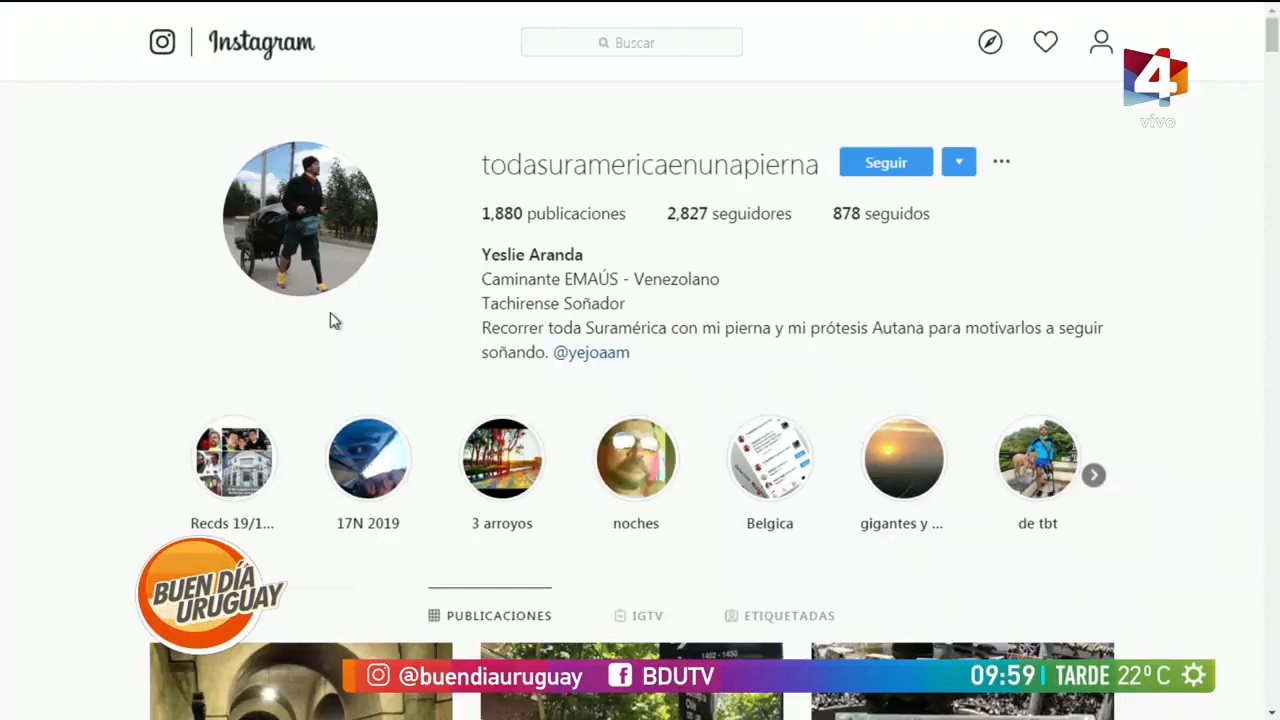 Instagram
Buscar
4
vivo
todasuramericaenunapierna
Seguir
1,880 publicaciones
2,827 seguidores
878 seguidos
Yeslie Aranda
Caminante EMAÚS - Venezolano
Tachirense Soñador
Recorrer toda Suramérica con mi pierna y mi prótesis Autana para motivarlos a seguir
soñando. @yejoaam
Recds 19/1...
17N 2019
3 arroyos
noches
Belgica
gigantes y ...
de tbt
BUEN DÍA
URUGUAY
PUBLICACIONES
IGTV
ETIQUETADAS
1402 - 1450
@buendiauruguay
BDUTV
09:59
TARDE 22º C